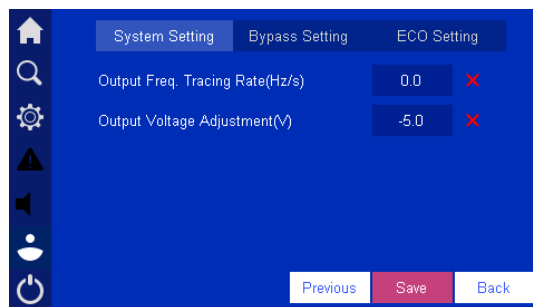 System Setting Bypass Setting ECO Setting
Output Freq. Tracing Rate(Hz/s) 0.0
Output Voltage Adjustment(V) -5.0
Previous Save Back